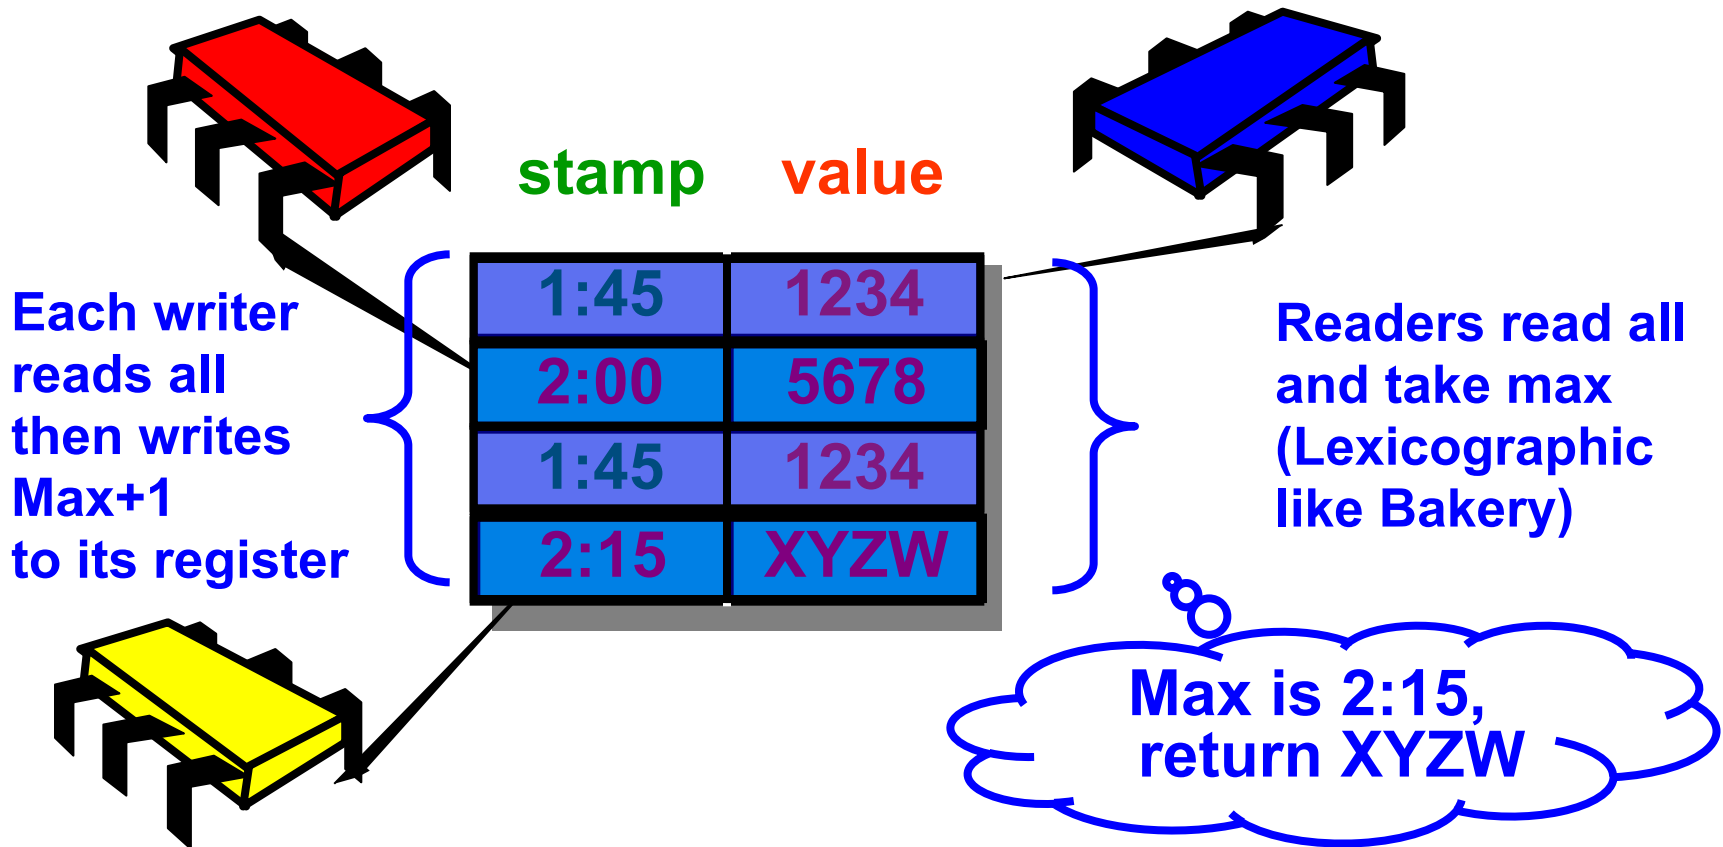 stamp value
Each writer
reads all
then writes
Max+1
to its register
1:45 1234
2:00 5678
1:45 1234
2:15 XYZW
Readers read all
and take max
(Lexicographic
like Bakery)
Max is 2:15,
return XYZW